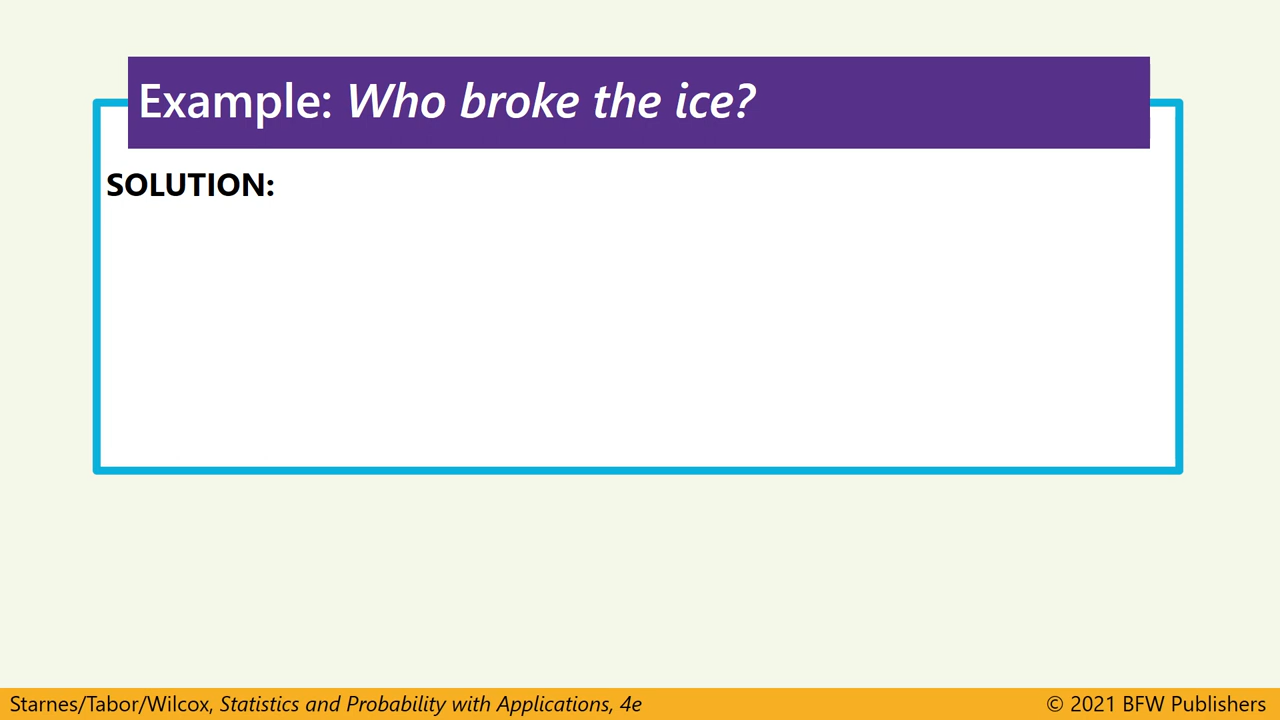 Example: Who broke the ice?
SOLUTION:
Starnes/Tabor/Wilcox, Statistics and Probability with Applications, 4e
© 2021 BFW Publishers